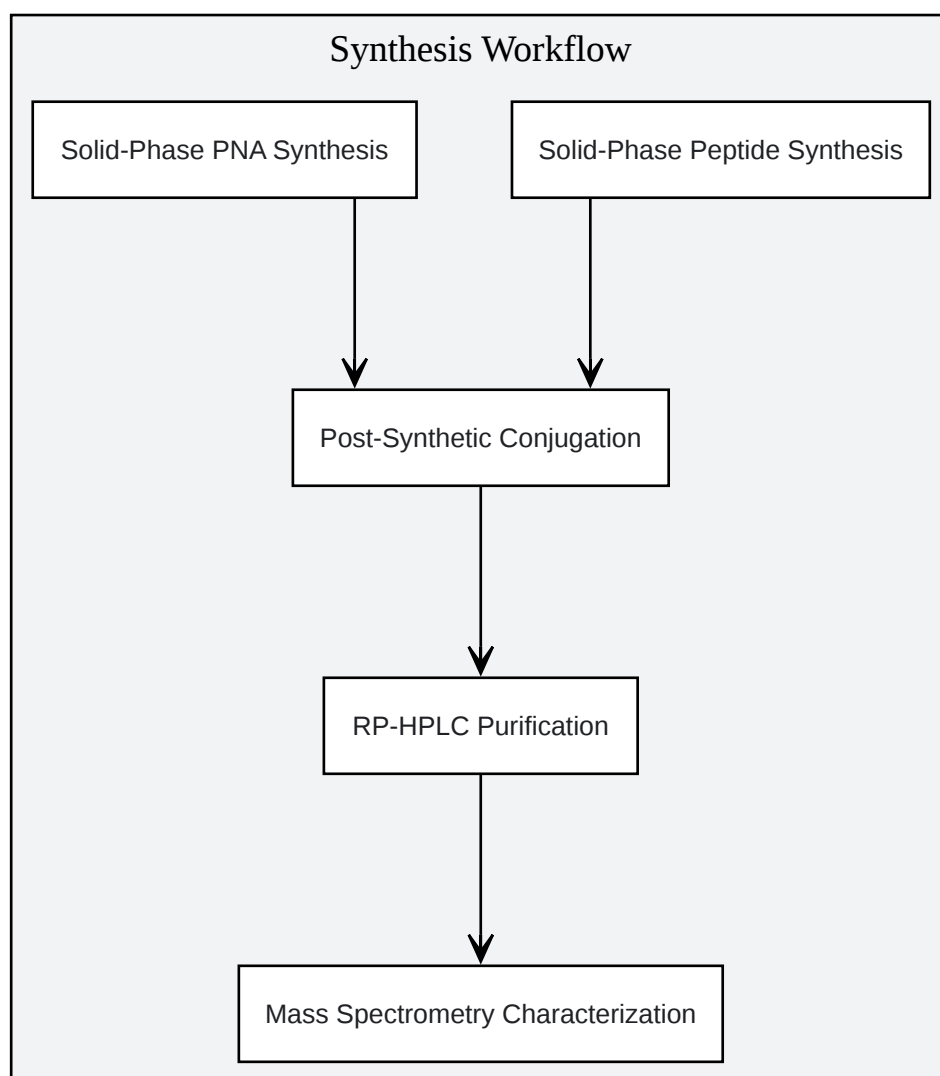 Synthesis Workflow
Solid-Phase PNA Synthesis
Solid-Phase Peptide Synthesis
Post-Synthetic Conjugation
RP-HPLC Purification
Mass Spectrometry Characterization